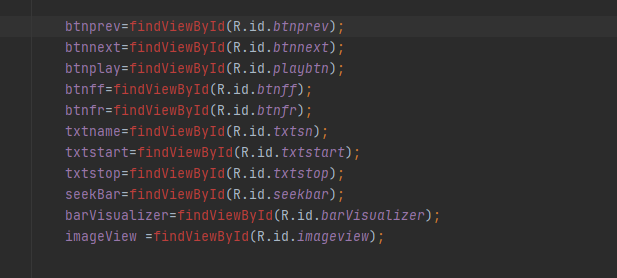 btnprev=findViewById(R.id.btnprev);
btnnext=findViewById(R.id.btnnext);
btnplay=findViewById(R.id.playbtn);
btnff=findViewById(R.id.btnff);
btnfr=findViewById(R.id.btnfr);
txtname=findViewById(R.id.txtsn);
txtstart=findViewById(R.id.txtstart);
txtstop=findViewById(R.id.txtstop);
seekBar=findViewById(R.id.seekbar);
barVisualizer=findViewById(R.id.barVisualizer);
imageView =findViewById(R.id.imageview);